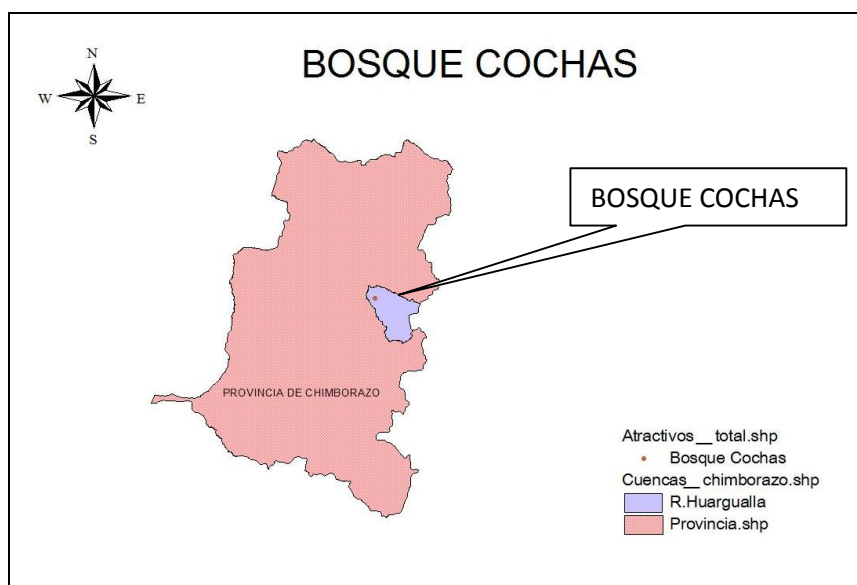 BOSQUE COCHAS
N
W E
S
BOSQUE COCHAS
PROVINCIA DE CHIMBORAZO
Atractivos__total.shp
Bosque Cochas
Cuencas__chimborazo.shp
R.Huargualla
Provincia.shp